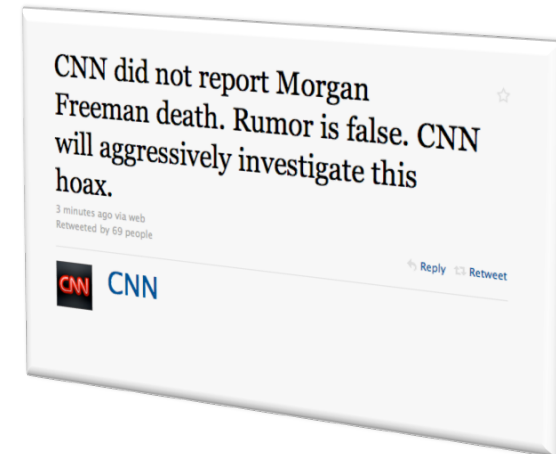 CNN did not report Morgan
Freeman death. Rumor is false. CNN
will aggressively investigate this
hoax.
3 minutes ago via web
Retweeted by 69 people
Reply Retweet
CNN CNN